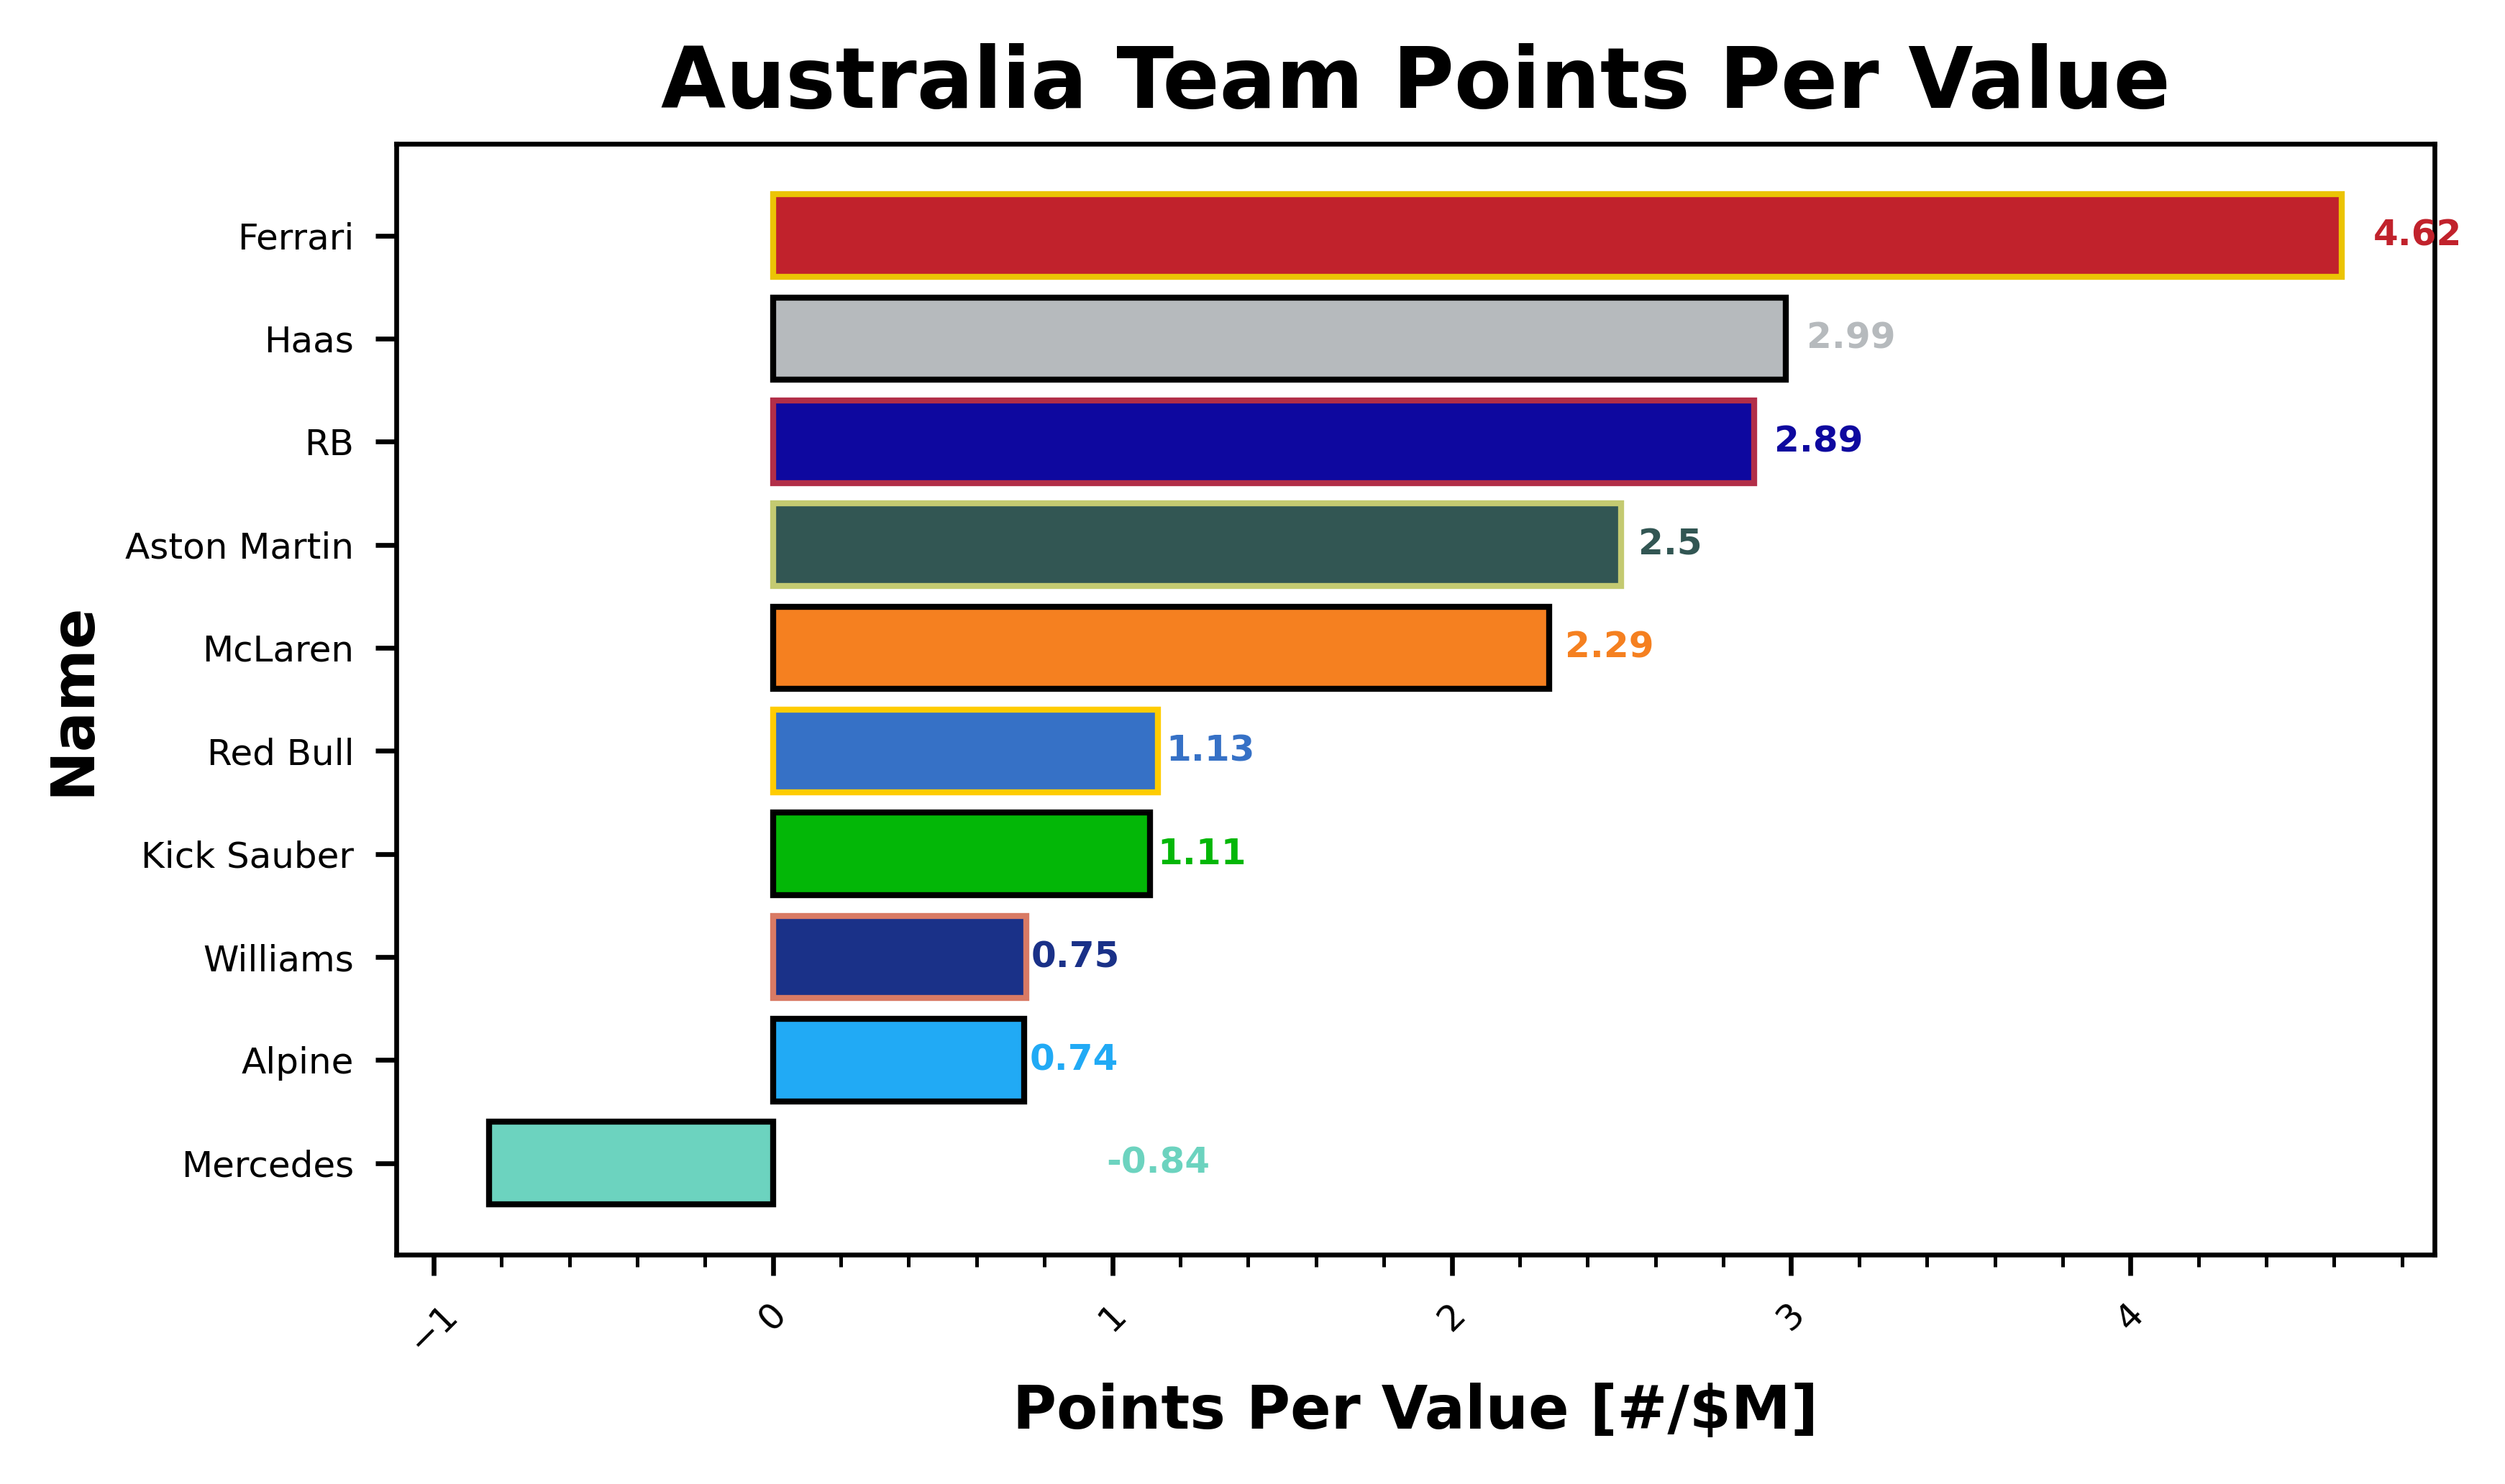 Australia Team Points Per Value
Name
Ferrari 4.62
Haas 2.99
RB 2.89
Aston Martin 2.5
McLaren 2.29
Red Bull 1.13
Kick Sauber 1.11
Williams 0.75
Alpine 0.74
Mercedes -0.84
−1 0 1 2 3 4
Points Per Value [#/$M]